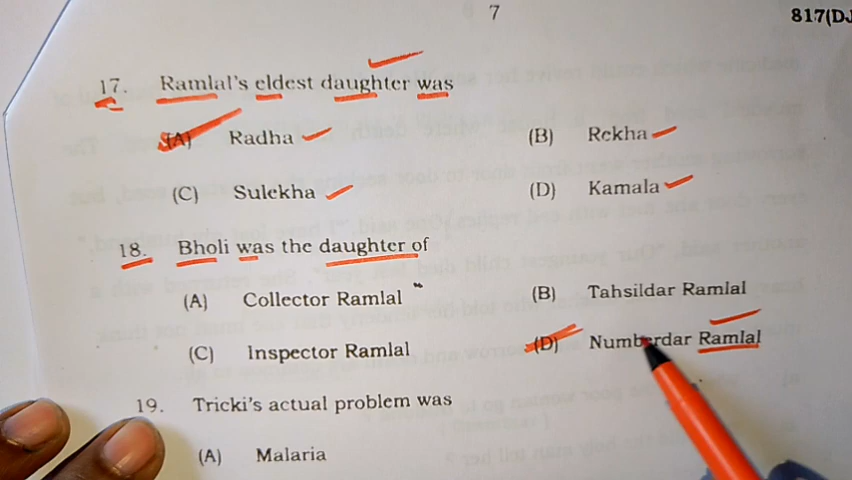 7
817(DJ
17. Ramlal's eldest daughter was
(A) Radha (B) Rekha
(C) Sulekha (D) Kamala
18. Bholi was the daughter of
(A) Collector Ramlal (B) Tahsildar Ramlal
(C) Inspector Ramlal (D) Numberdar Ramlal
19. Tricki's actual problem was
(A) Malaria